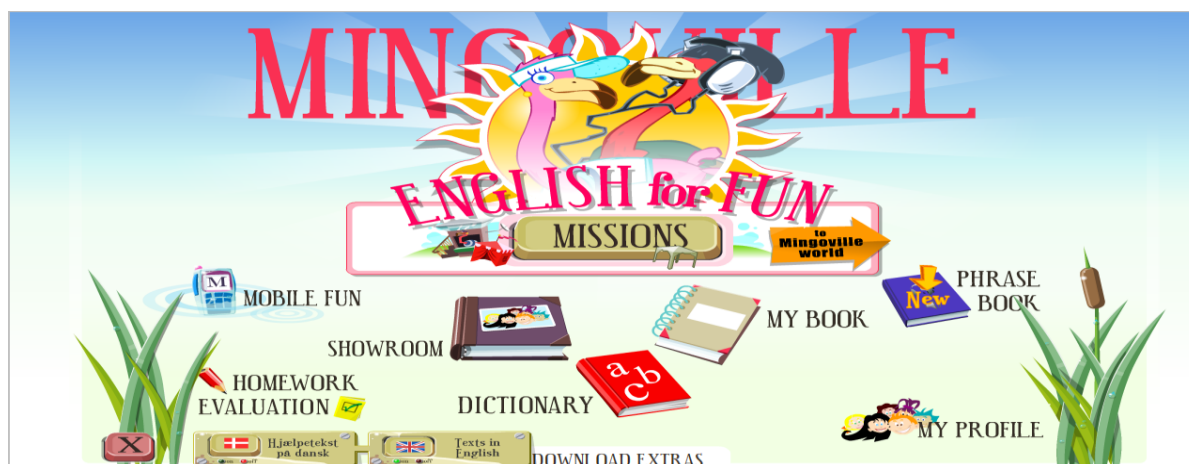 MINGOVILLE
ENGLISH for FUN
MISSIONS
to
Mingoville
world
M
MOBILE FUN
SHOWROOM
MY BOOK
New
PHRASE
BOOK
HOMEWORK
EVALUATION
DICTIONARY
a
b
c
MY PROFILE
X
Hjælpetekst
på dansk
Texts in
English
DOWNLOAD EXTRAS